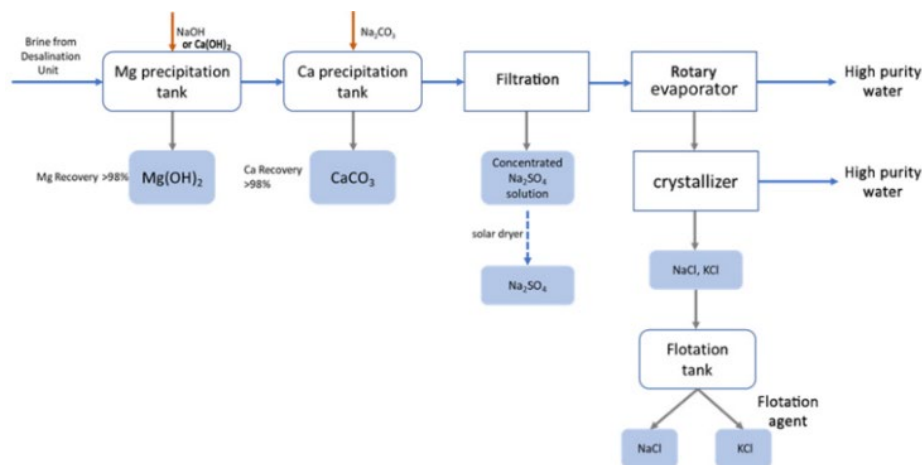 NaOH
or Ca(OH)₂
Na₂CO₃
Brine from
Desalination
Unit
Mg precipitation
tank
Ca precipitation
tank
Filtration
Rotary
evaporator
High purity
water
Mg Recovery >98%
Mg(OH)₂
Ca Recovery
>98%
CaCO₃
Concentrated
Na₂SO₄
solution
crystallizer
High purity
water
solar dryer
Na₂SO₄
NaCl, KCl
Flotation
tank
Flotation
agent
NaCl
KCl